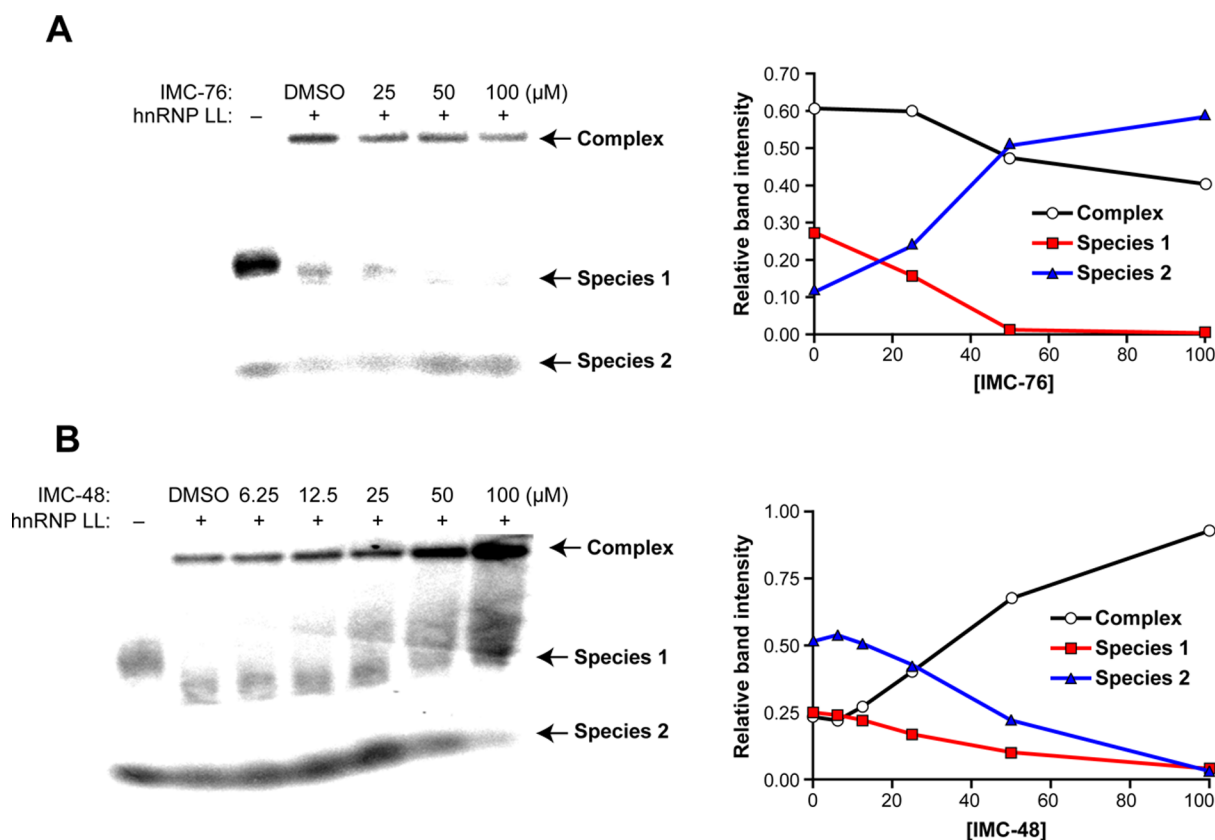 A
IMC-76: DMSO 25 50 100 (µM)
hnRNP LL: – + + + +
Complex
Species 1
Species 2
Relative band intensity
0.70
0.60
0.50
0.40
0.30
0.20
0.10
0.00
Complex
Species 1
Species 2
0 20 40 60 80 100
[IMC-76]
B
IMC-48: DMSO 6.25 12.5 25 50 100 (µM)
hnRNP LL: – + + + + + +
Complex
Species 1
Species 2
Relative band intensity
1.00
0.75
0.50
0.25
0.00
Complex
Species 1
Species 2
0 20 40 60 80 100
[IMC-48]